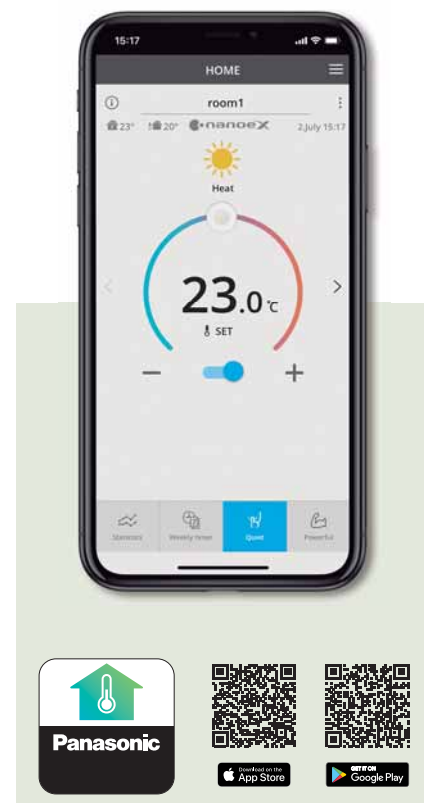 15:17
HOME
room1
23° 20° nanoeX 2,July 15:17
Heat
23.0 °C
SET
− +
Statistics Weekly timer Quiet Powerful
Panasonic
Download on the
App Store
GET IT ON
Google Play